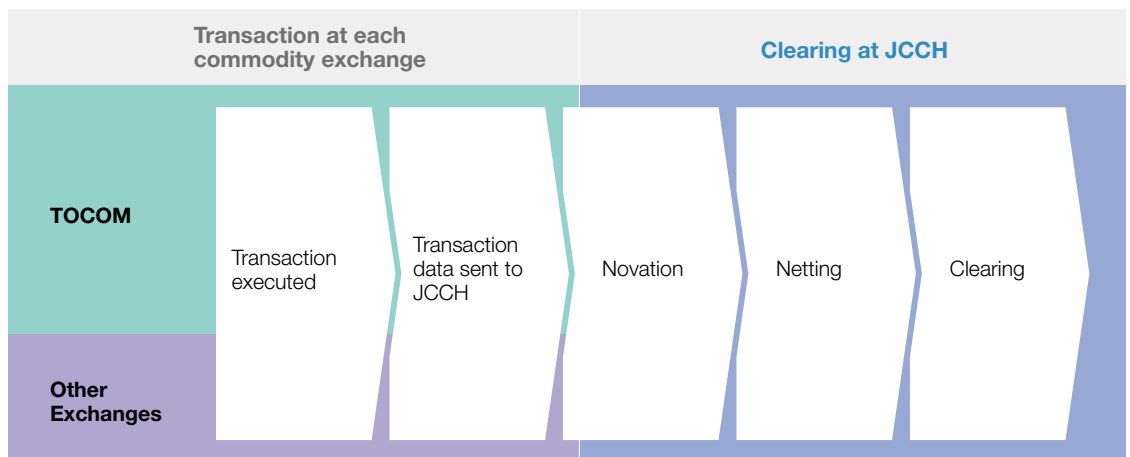 Transaction at each
commodity exchange
Clearing at JCCH
TOCOM
Other
Exchanges
Transaction
executed
Transaction
data sent to
JCCH
Novation
Netting
Clearing